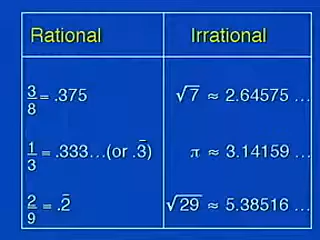 Rational Irrational
3/8 = .375 √7 ≈ 2.64575 ...
1/3 = .333...(or .3̅) π ≈ 3.14159 ...
2/9 = .2̅ √29 ≈ 5.38516 ...